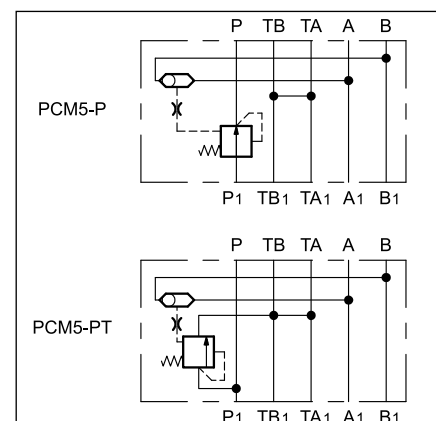 P TB TA A B
PCM5-P
P1 TB1 TA1 A1 B1
P TB TA A B
PCM5-PT
P1 TB1 TA1 A1 B1